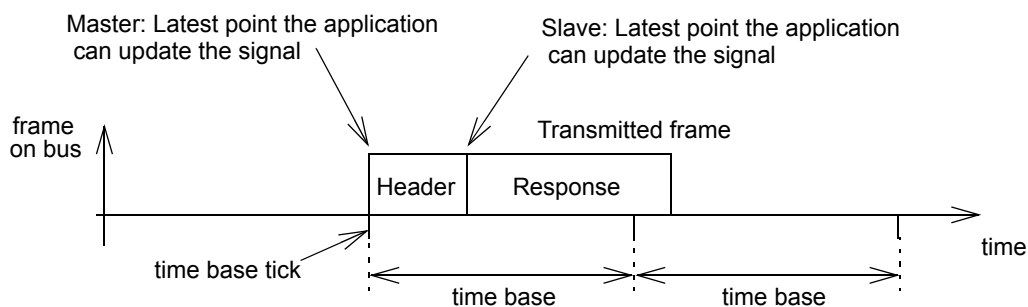 Master: Latest point the application
can update the signal
Slave: Latest point the application
can update the signal
frame
on bus
Transmitted frame
Header
Response
time
time base tick
time base
time base